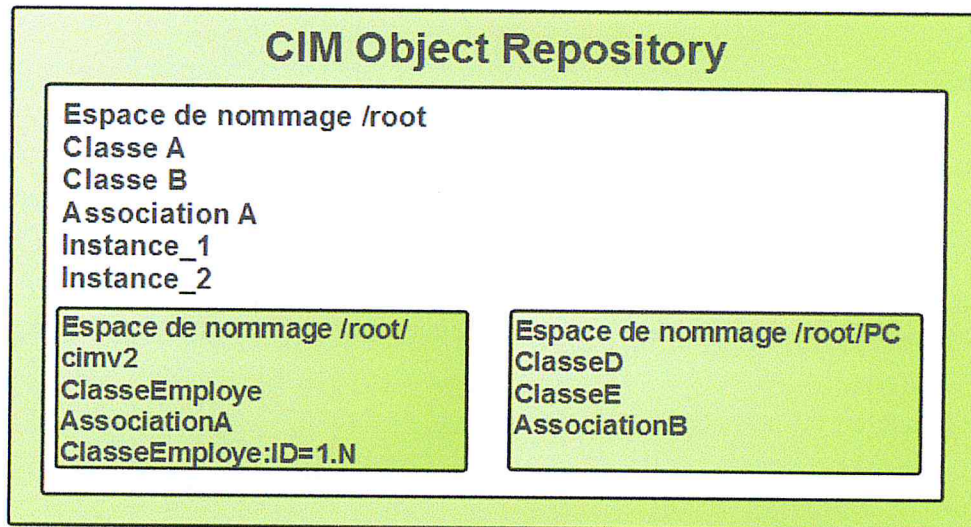 CIM Object Repository
Espace de nommage /root
Classe A
Classe B
Association A
Instance_1
Instance_2
Espace de nommage /root/
cimv2
ClasseEmploye
AssociationA
ClasseEmploye:ID=1.N
Espace de nommage /root/PC
ClasseD
ClasseE
AssociationB